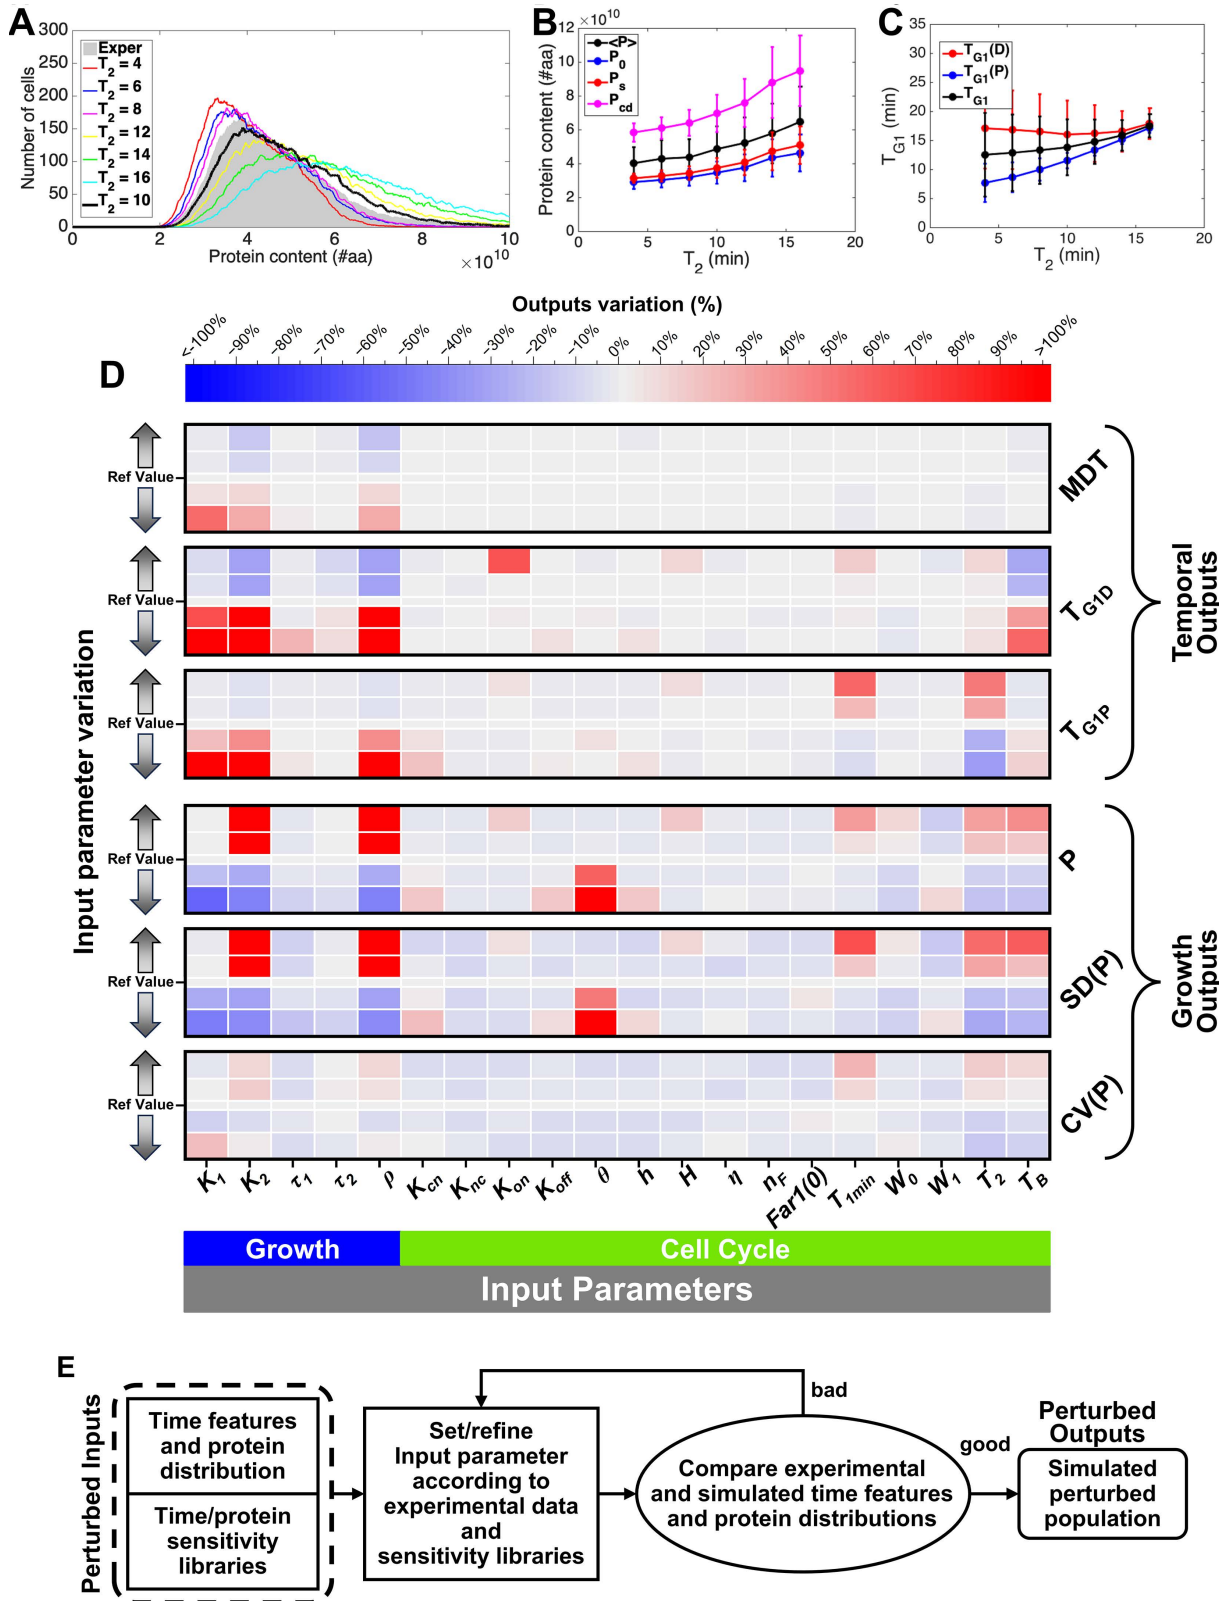 A
300
250
200
150
100
50
0
Number of cells
Exper
T2 = 4
T2 = 6
T2 = 8
T2 = 12
T2 = 14
T2 = 16
T2 = 10
0 2 4 6 8 10
Protein content (#aa)
×10^10
B
×10^10
12
10
8
6
4
2
0
Protein content (#aa)
<P>
P0
Ps
Pcd
0 5 10 15 20
T2 (min)
C
35
30
25
20
15
10
5
0
TG1 (min)
TG1(D)
TG1(P)
TG1
0 5 10 15 20
T2 (min)
Outputs variation (%)
<-100% -90% -80% -70% -60% -50% -40% -30% -20% -10% 0% 10% 20% 30% 40% 50% 60% 70% 80% 90% >100%
D
Input parameter variation
Ref Value
MDT
Ref Value
TG1D
Ref Value
TG1P
Temporal
Outputs
Ref Value
P
Ref Value
SD(P)
Ref Value
CV(P)
Growth
Outputs
K1 K2 τ1 τ2 ρ Kcn Knc Kon Koff θ h H η nF Far1(0) T1min W0 W1 T2 TB
Growth
Cell Cycle
Input Parameters
E
Perturbed Inputs
Time features
and protein
distribution
Time/protein
sensitivity
libraries
Set/refine
Input parameter
according to
experimental data
and
sensitivity libraries
bad
Compare experimental
and simulated time features
and protein distributions
good
Perturbed
Outputs
Simulated
perturbed
population